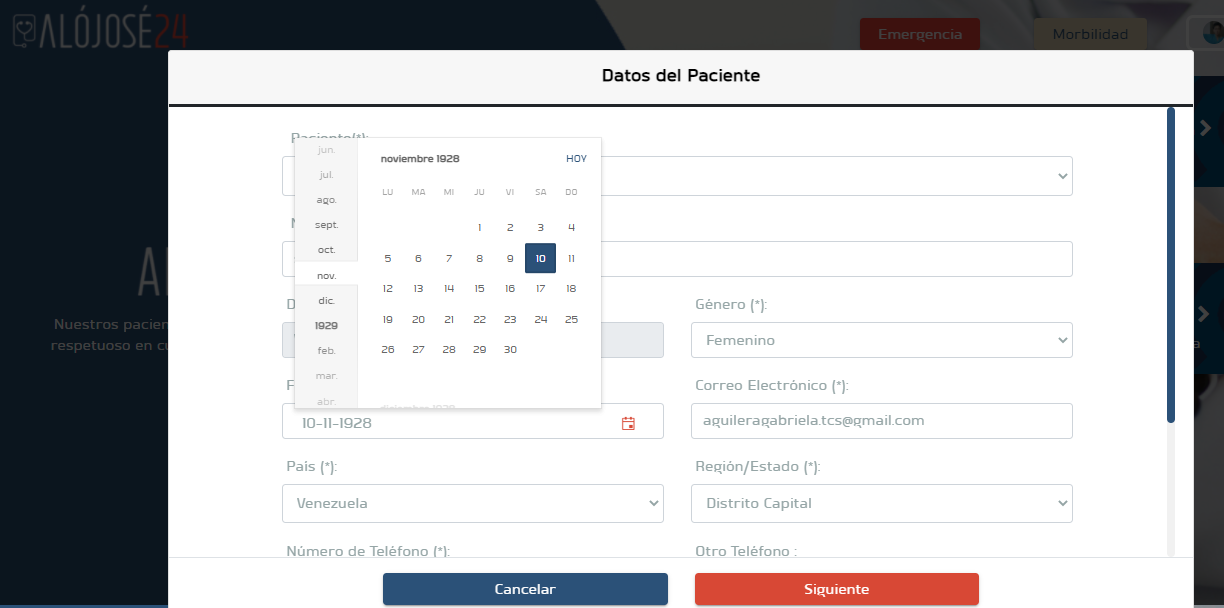 ALÓJOSÉ24
Emergencia
Morbilidad
Datos del Paciente
Paciente(*):
jun.
jul.
ago.
sept.
oct.
nov.
dic.
1929
feb.
mar.
abr.
noviembre 1928
HOY
LU MA MI JU VI SA DO
1 2 3 4
5 6 7 8 9 10 11
12 13 14 15 16 17 18
19 20 21 22 23 24 25
26 27 28 29 30
diciembre 1928
Género (*):
Femenino
Correo Electrónico (*):
10-11-1928
aguileragabriela.tcs@gmail.com
País (*):
Región/Estado (*):
Venezuela
Distrito Capital
Número de Teléfono (*):
Otro Teléfono :
Cancelar
Siguiente
Nuestros pacien
respetuoso en cu